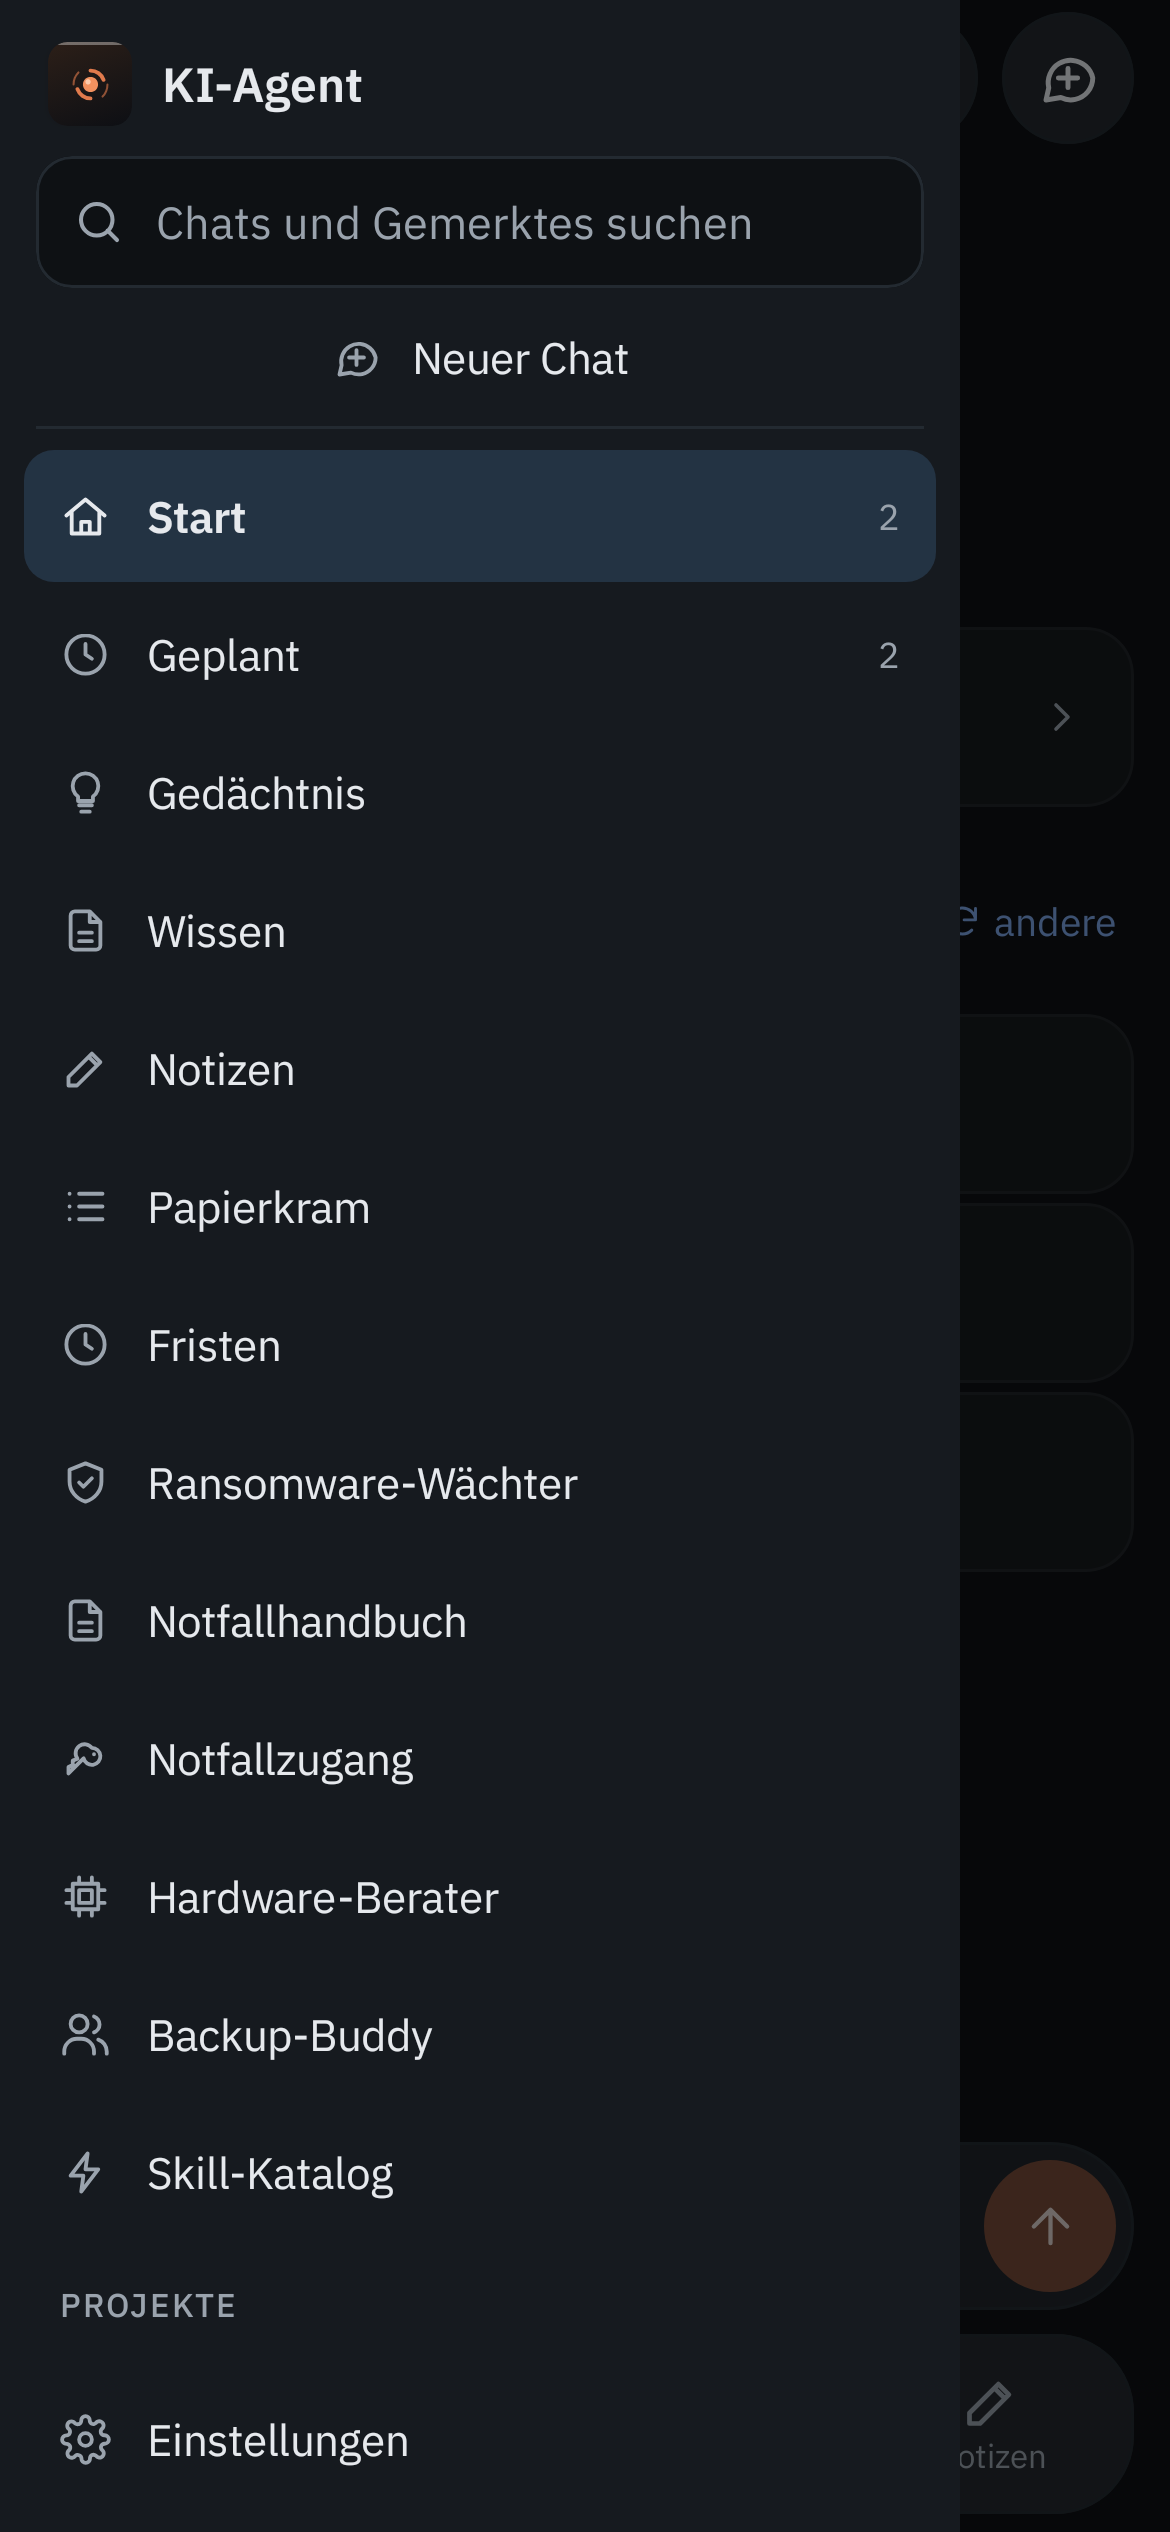 KI-Agent
Chats und Gemerktes suchen
Neuer Chat
Start 2
Geplant 2
Gedächtnis
Wissen
andere
Notizen
Papierkram
Fristen
Ransomware-Wächter
Notfallhandbuch
Notfallzugang
Hardware-Berater
Backup-Buddy
Skill-Katalog
PROJEKTE
Einstellungen
otizen